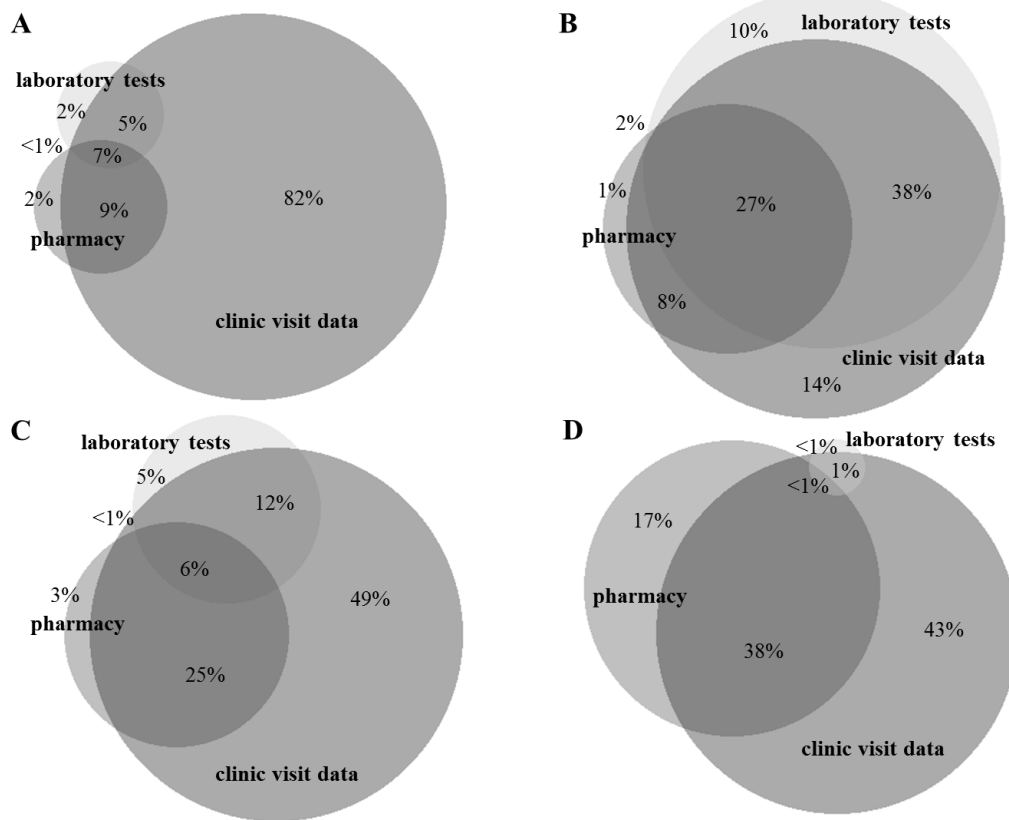 A
laboratory tests
2%
5%
<1%
7%
2%
9%
82%
pharmacy
clinic visit data
B
laboratory tests
10%
2%
1%
27%
38%
pharmacy
8%
clinic visit data
14%
C
laboratory tests
5%
12%
<1%
6%
3%
49%
pharmacy
25%
clinic visit data
D
laboratory tests
<1%
1%
<1%
17%
pharmacy
38%
43%
clinic visit data